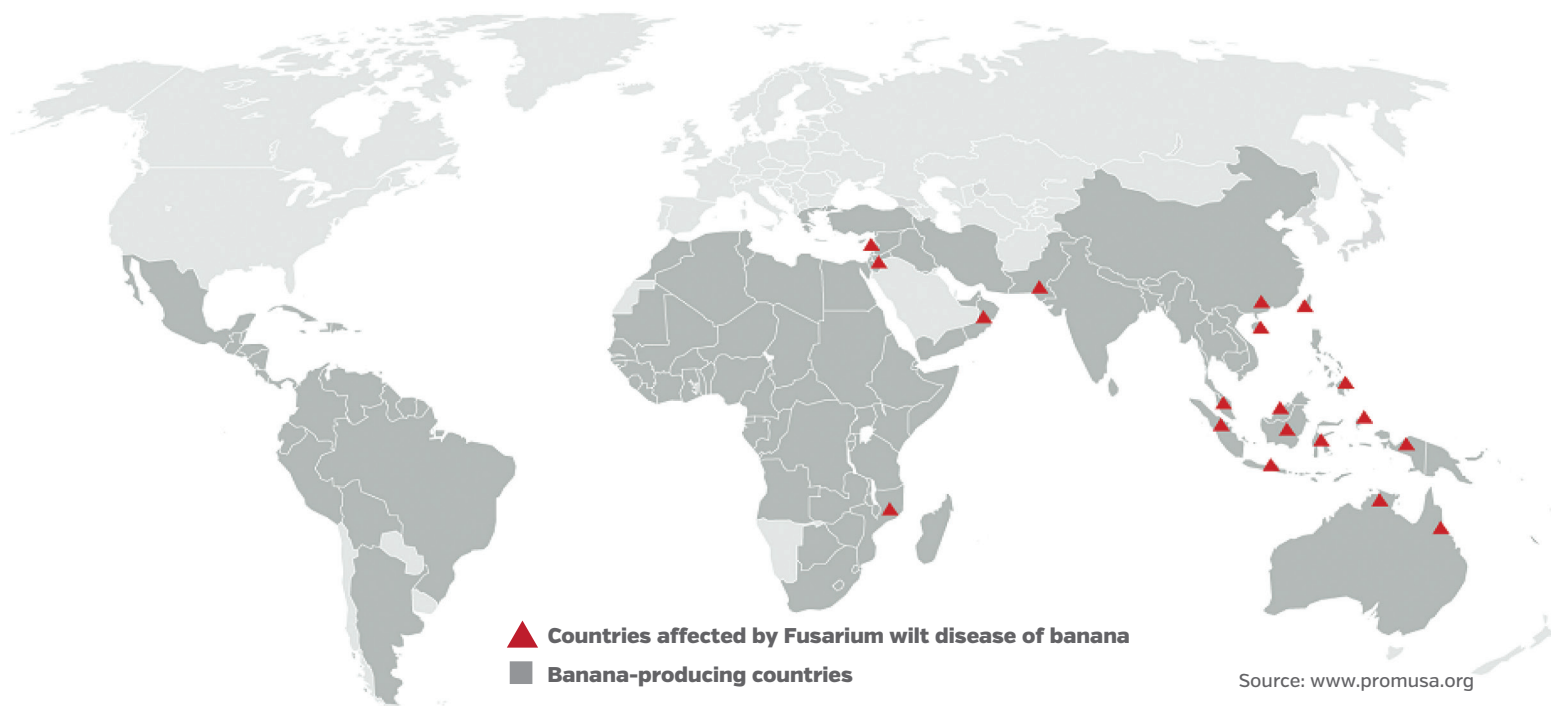 Countries affected by Fusarium wilt disease of banana
Banana-producing countries
Source: www.promusa.org